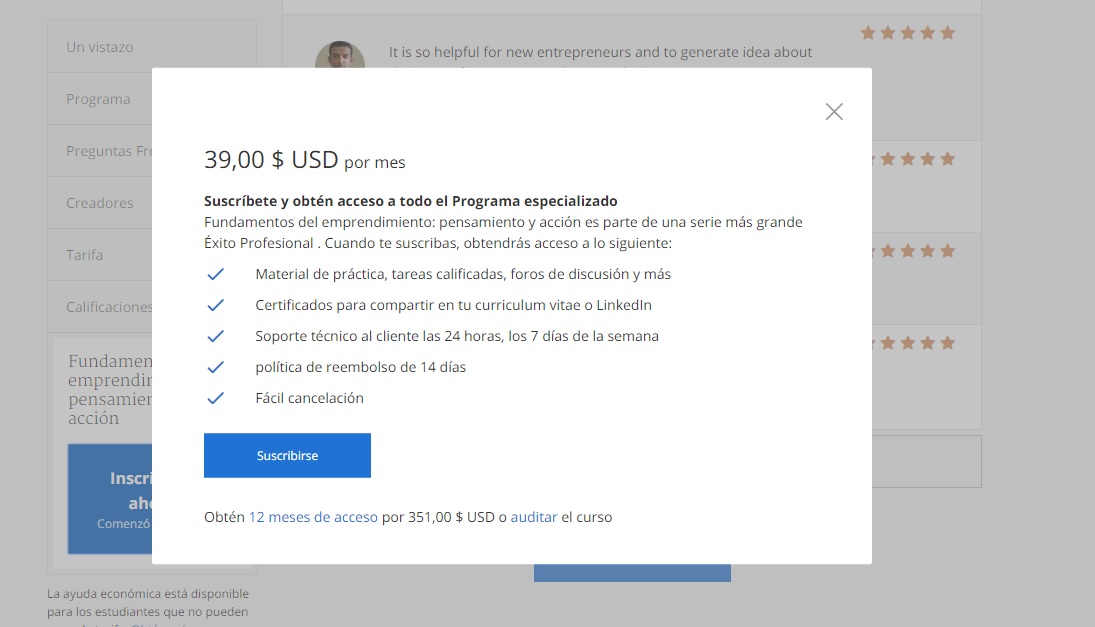 Un vistazo
Programa
Preguntas
Creadores
Tarifa
Calificaciones
It is so helpful for new entrepreneurs and to generate idea about
39,00 $ USD por mes
Suscríbete y obtén acceso a todo el Programa especializado
Fundamentos del emprendimiento: pensamiento y acción es parte de una serie más grande
Éxito Profesional . Cuando te suscribas, obtendrás acceso a lo siguiente:
Material de práctica, tareas calificadas, foros de discusión y más
Certificados para compartir en tu curriculum vitae o LinkedIn
Soporte técnico al cliente las 24 horas, los 7 días de la semana
política de reembolso de 14 días
Fácil cancelación
Suscribirse
Obtén 12 meses de acceso por 351,00 $ USD o auditar el curso
Fundamen
emprendi
pensamie
acción
Inscri
aho
Comenzó
La ayuda económica está disponible
para los estudiantes que no pueden